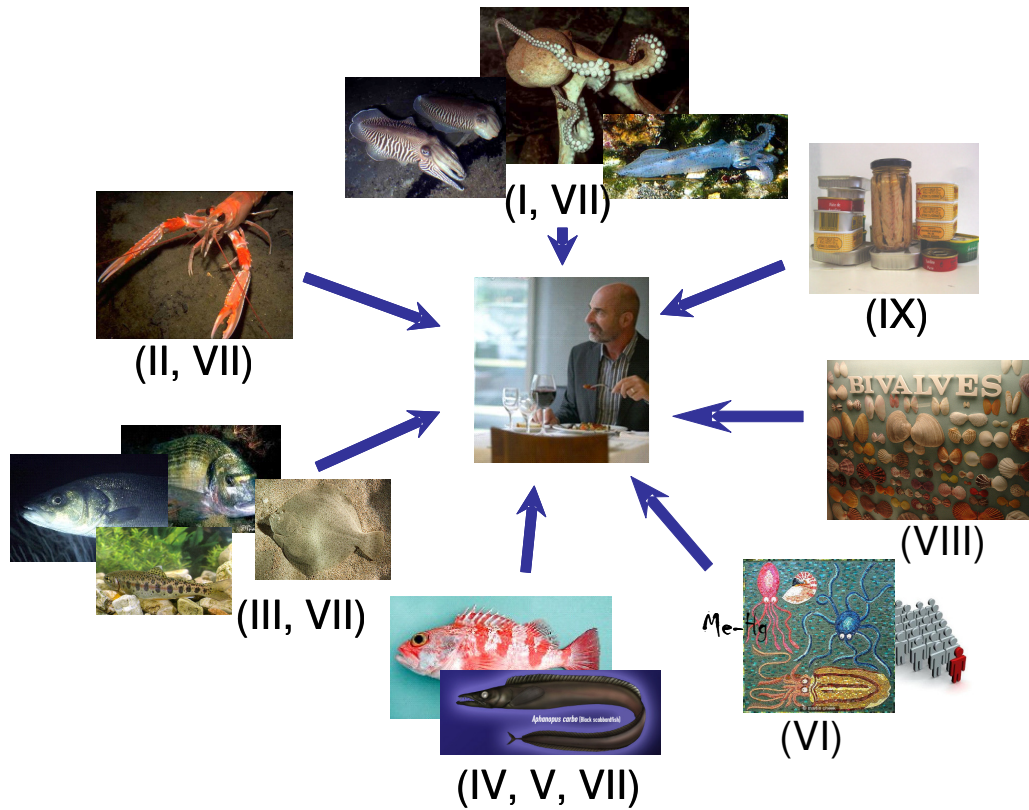 (I, VII)
(IX)
(II, VII)
BIVALVES
(VIII)
(III, VII)
Me-Hg
(VI)
Aphanopus carbo (Black scabbardfish)
(IV, V, VII)